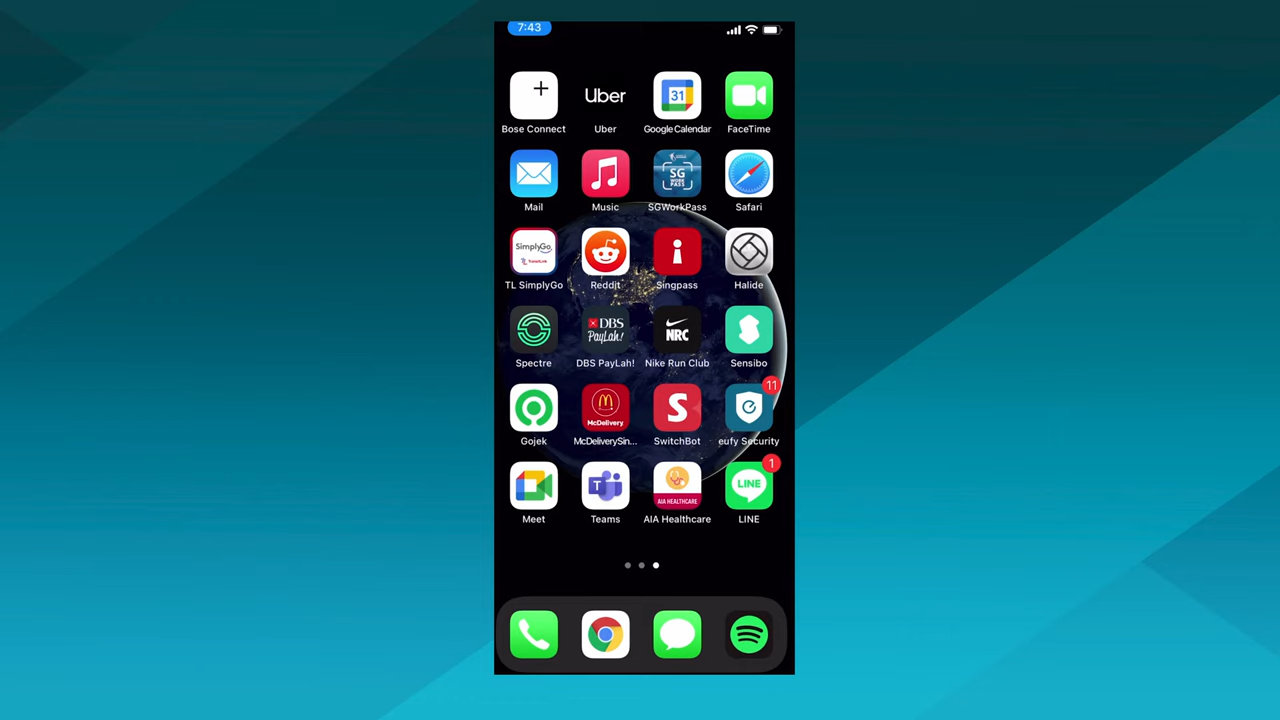 7:43
Uber
31
Bose Connect
Uber
Google Calendar
FaceTime
SG
WORK
PASS
Mail
Music
SGWorkPass
Safari
SimplyGo
TransitLink
TL SimplyGo
Reddit
Singpass
Halide
DBS
PayLah!
NRC
Spectre
DBS PayLah!
Nike Run Club
Sensibo
11
M
McDelivery
S
e
Gojek
McDeliverySin...
SwitchBot
eufy Security
1
T
AIA HEALTHCARE
LINE
Meet
Teams
AIA Healthcare
LINE